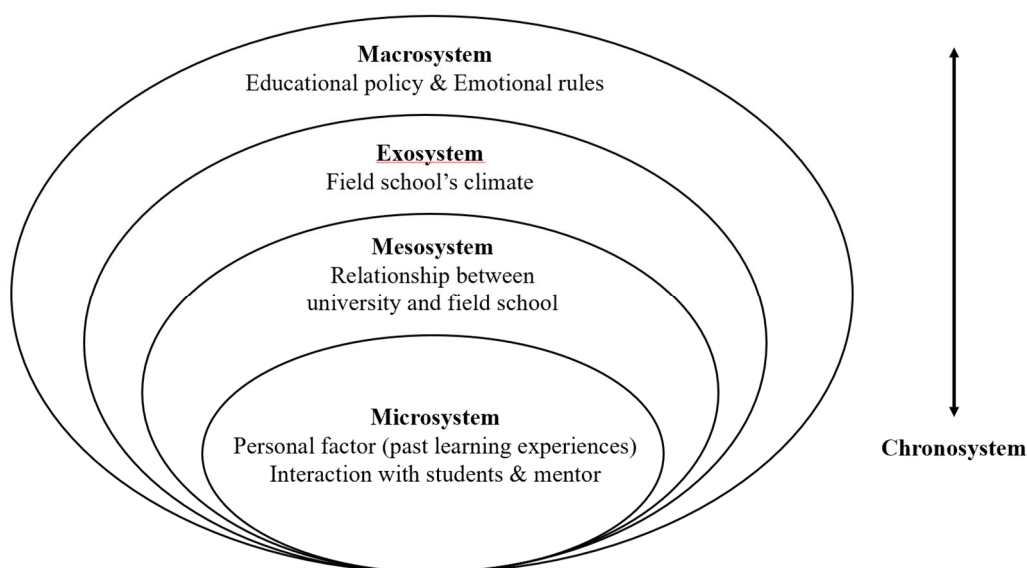 Macrosystem
Educational policy & Emotional rules
Exosystem
Field school’s climate
Mesosystem
Relationship between
university and field school
Microsystem
Personal factor (past learning experiences)
Interaction with students & mentor
Chronosystem